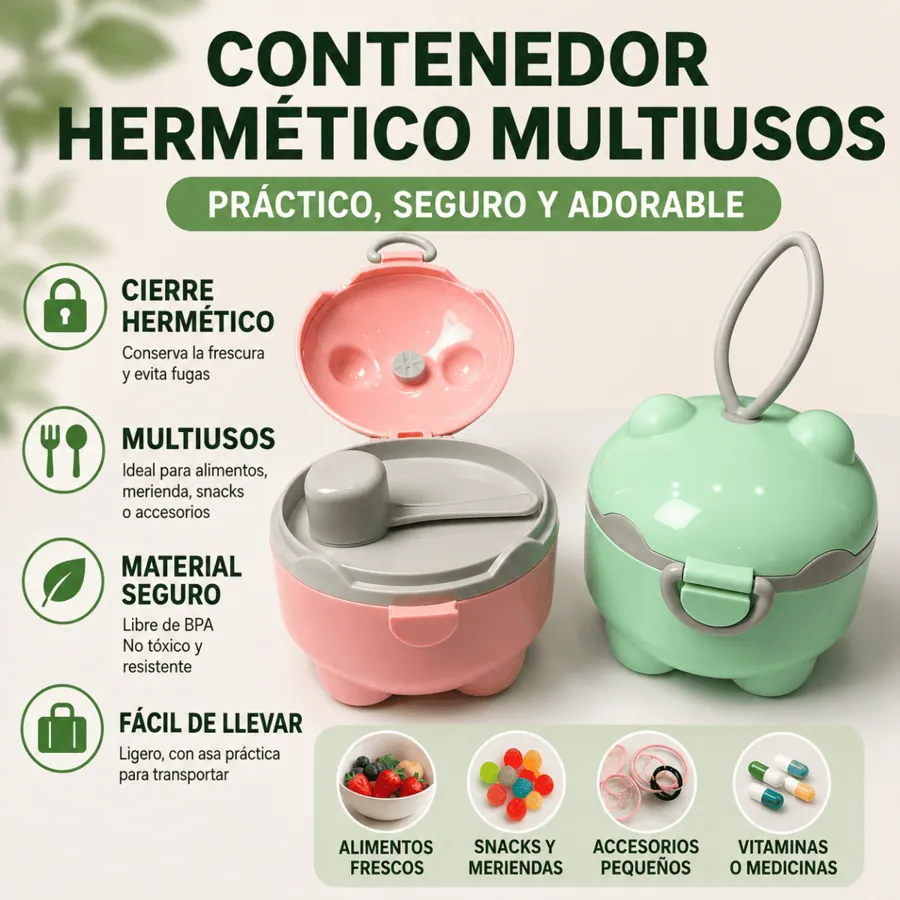 CONTENEDOR
HERMÉTICO MULTIUSOS
PRÁCTICO, SEGURO Y ADORABLE
CIERRE
HERMÉTICO
Conserva la frescura
y evita fugas
MULTIUSOS
Ideal para alimentos,
merienda, snacks
o accesorios
MATERIAL
SEGURO
Libre de BPA
No tóxico y
resistente
FÁCIL DE LLEVAR
Ligero, con asa práctica
para transportar
ALIMENTOS
FRESCOS
SNACKS Y
MERIENDAS
ACCESORIOS
PEQUEÑOS
VITAMINAS
O MEDICINAS